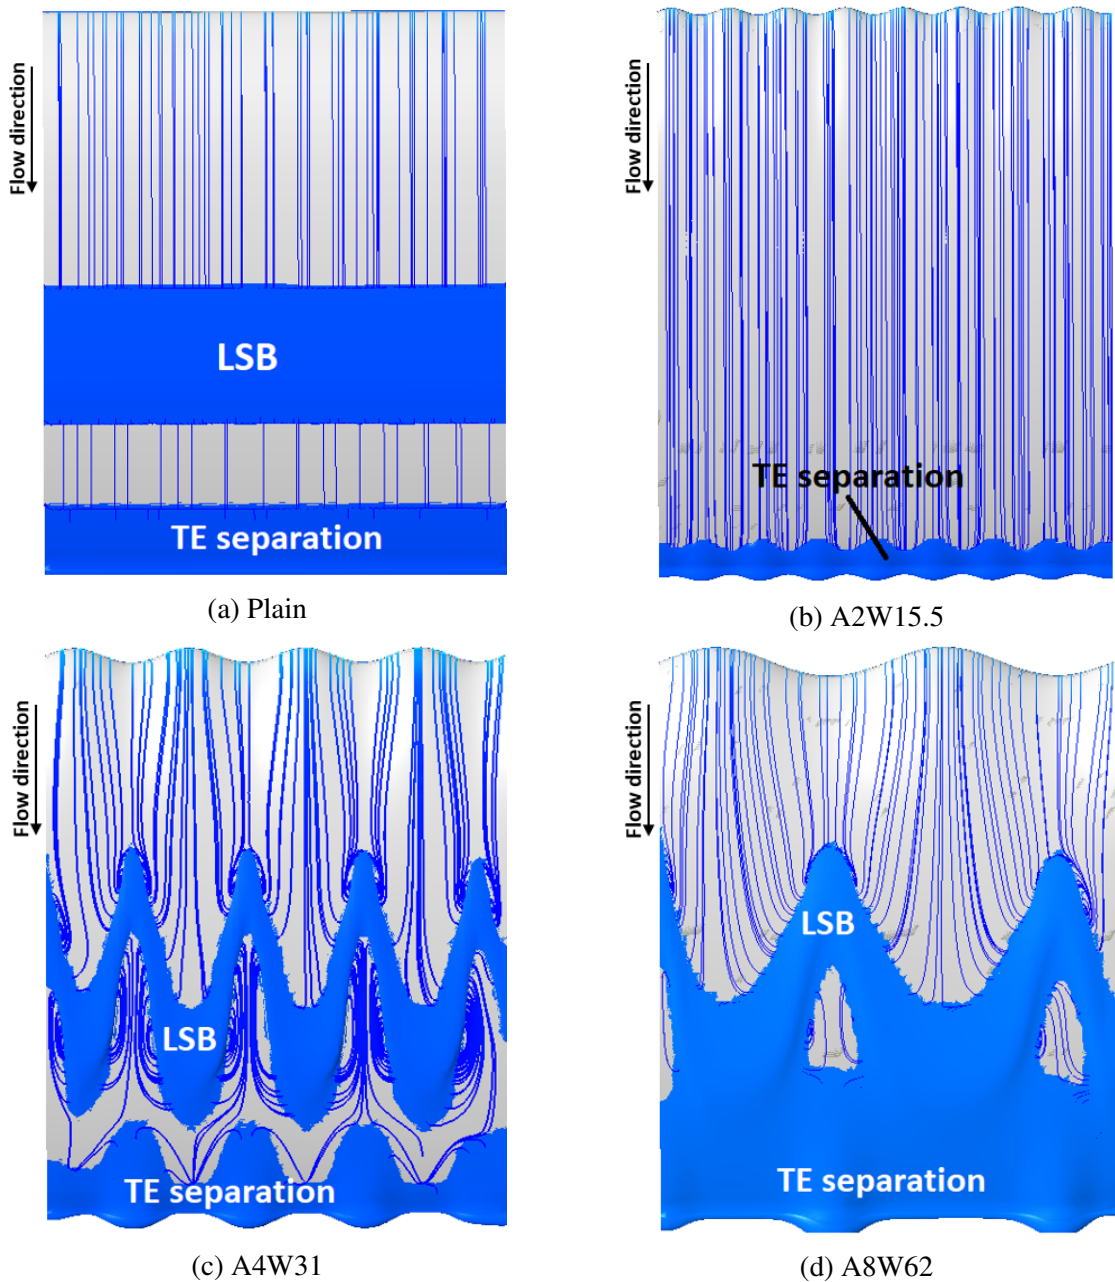 Flow direction
LSB
TE separation
(a) Plain
Flow direction
TE separation
(b) A2W15.5
Flow direction
LSB
TE separation
(c) A4W31
Flow direction
LSB
TE separation
(d) A8W62